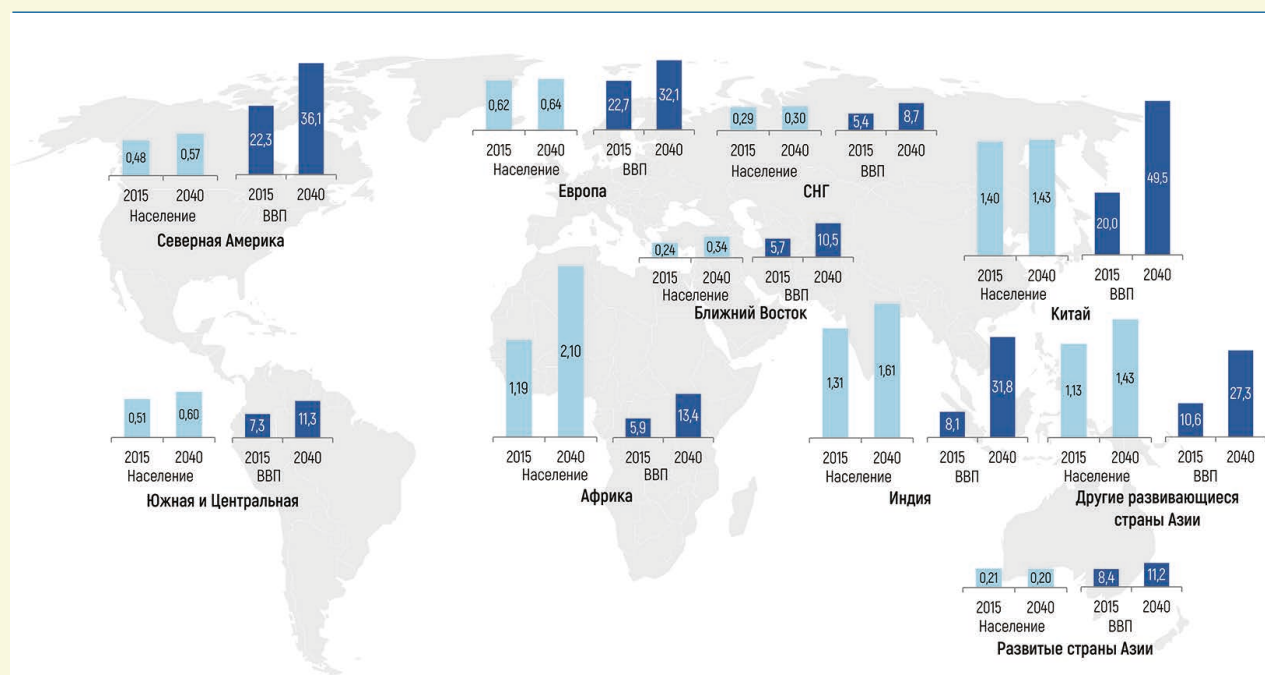 0,48 0,57 22,3 36,1
2015 2040 2015 2040
Население ВВП
Северная Америка
0,62 0,64 22,7 32,1
2015 2040 2015 2040
Население ВВП
Европа
0,29 0,30 5,4 8,7
2015 2040 2015 2040
Население ВВП
СНГ
1,40 1,43 20,0 49,5
2015 2040 2015 2040
Население ВВП
Китай
0,24 0,34 5,7 10,5
2015 2040 2015 2040
Население ВВП
Ближний Восток
0,51 0,60 7,3 11,3
2015 2040 2015 2040
Население ВВП
Южная и Центральная
1,19 2,10 5,9 13,4
2015 2040 2015 2040
Население ВВП
Африка
1,31 1,61 8,1 31,8
2015 2040 2015 2040
Население ВВП
Индия
1,13 1,43 10,6 27,3
2015 2040 2015 2040
Население ВВП
Другие развивающиеся
страны Азии
0,21 0,20 8,4 11,2
2015 2040 2015 2040
Население ВВП
Развитые страны Азии